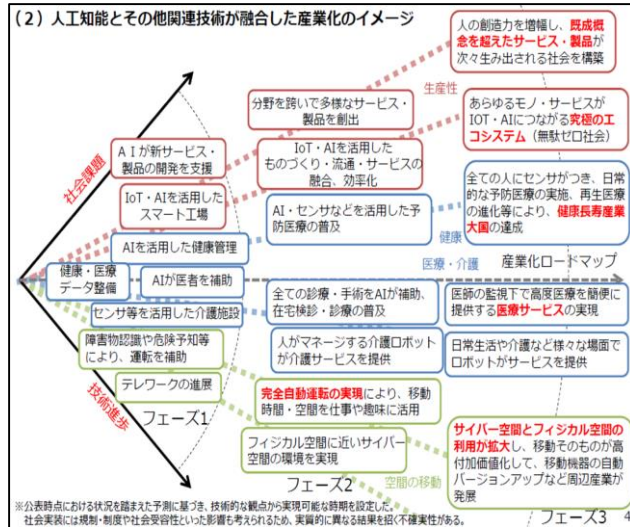 (２) 人工知能とその他関連技術が融合した産業化のイメージ
人の創造力を増幅し、既成概
念を超えたサービス・製品が
次々生み出される社会を構築
生産性
分野を跨いで多様なサービス・
製品を創出
あらゆるモノ・サービスが
IOT・AIにつながる究極のエ
コシステム（無駄ゼロ社会）
社会課題
ＡＩが新サービス・
製品の開発を支援
IoT・AIを活用した
ものづくり・流通・サービスの
融合、効率化
IoT・AIを活用した
スマート工場
全ての人にセンサがつき、日常
的な予防医療の実施、再生医療
の進化等により、健康長寿産業
大国の達成
AI・センサなどを活用した予
防医療の普及
AIを活用した健康管理
健康
医療・介護
産業化ロードマップ
健康・医療
データ整備
AIが医者を補助
全ての診療・手術をAIが補助、
在宅検診・診療の普及
医師の監視下で高度医療を簡便に
提供する医療サービスの実現
センサ等を活用した介護施設
障害物認識や危険予知等
により、運転を補助
人がマネージする介護ロボット
が介護サービスを提供
日常生活や介護など様々な場面で
ロボットがサービスを提供
テレワークの進展
技術進歩
フェーズ1
完全自動運転の実現により、移動
時間・空間を仕事や趣味に活用
フィジカル空間に近いサイバー
空間の環境を実現
空間の移動
フェーズ2
サイバー空間とフィジカル空間の
利用が拡大し、移動そのものが高
付加価値化して、移動機器の自動
バージョンアップなど周辺産業が
発展
フェーズ3
※公表時点における状況を踏まえた予測に基づき、技術的な観点から実現可能な時期を設定した。
社会実装には規制・制度や社会受容性といった影響も考えられるため、実質的に異なる結果を招く不確実性がある。
4